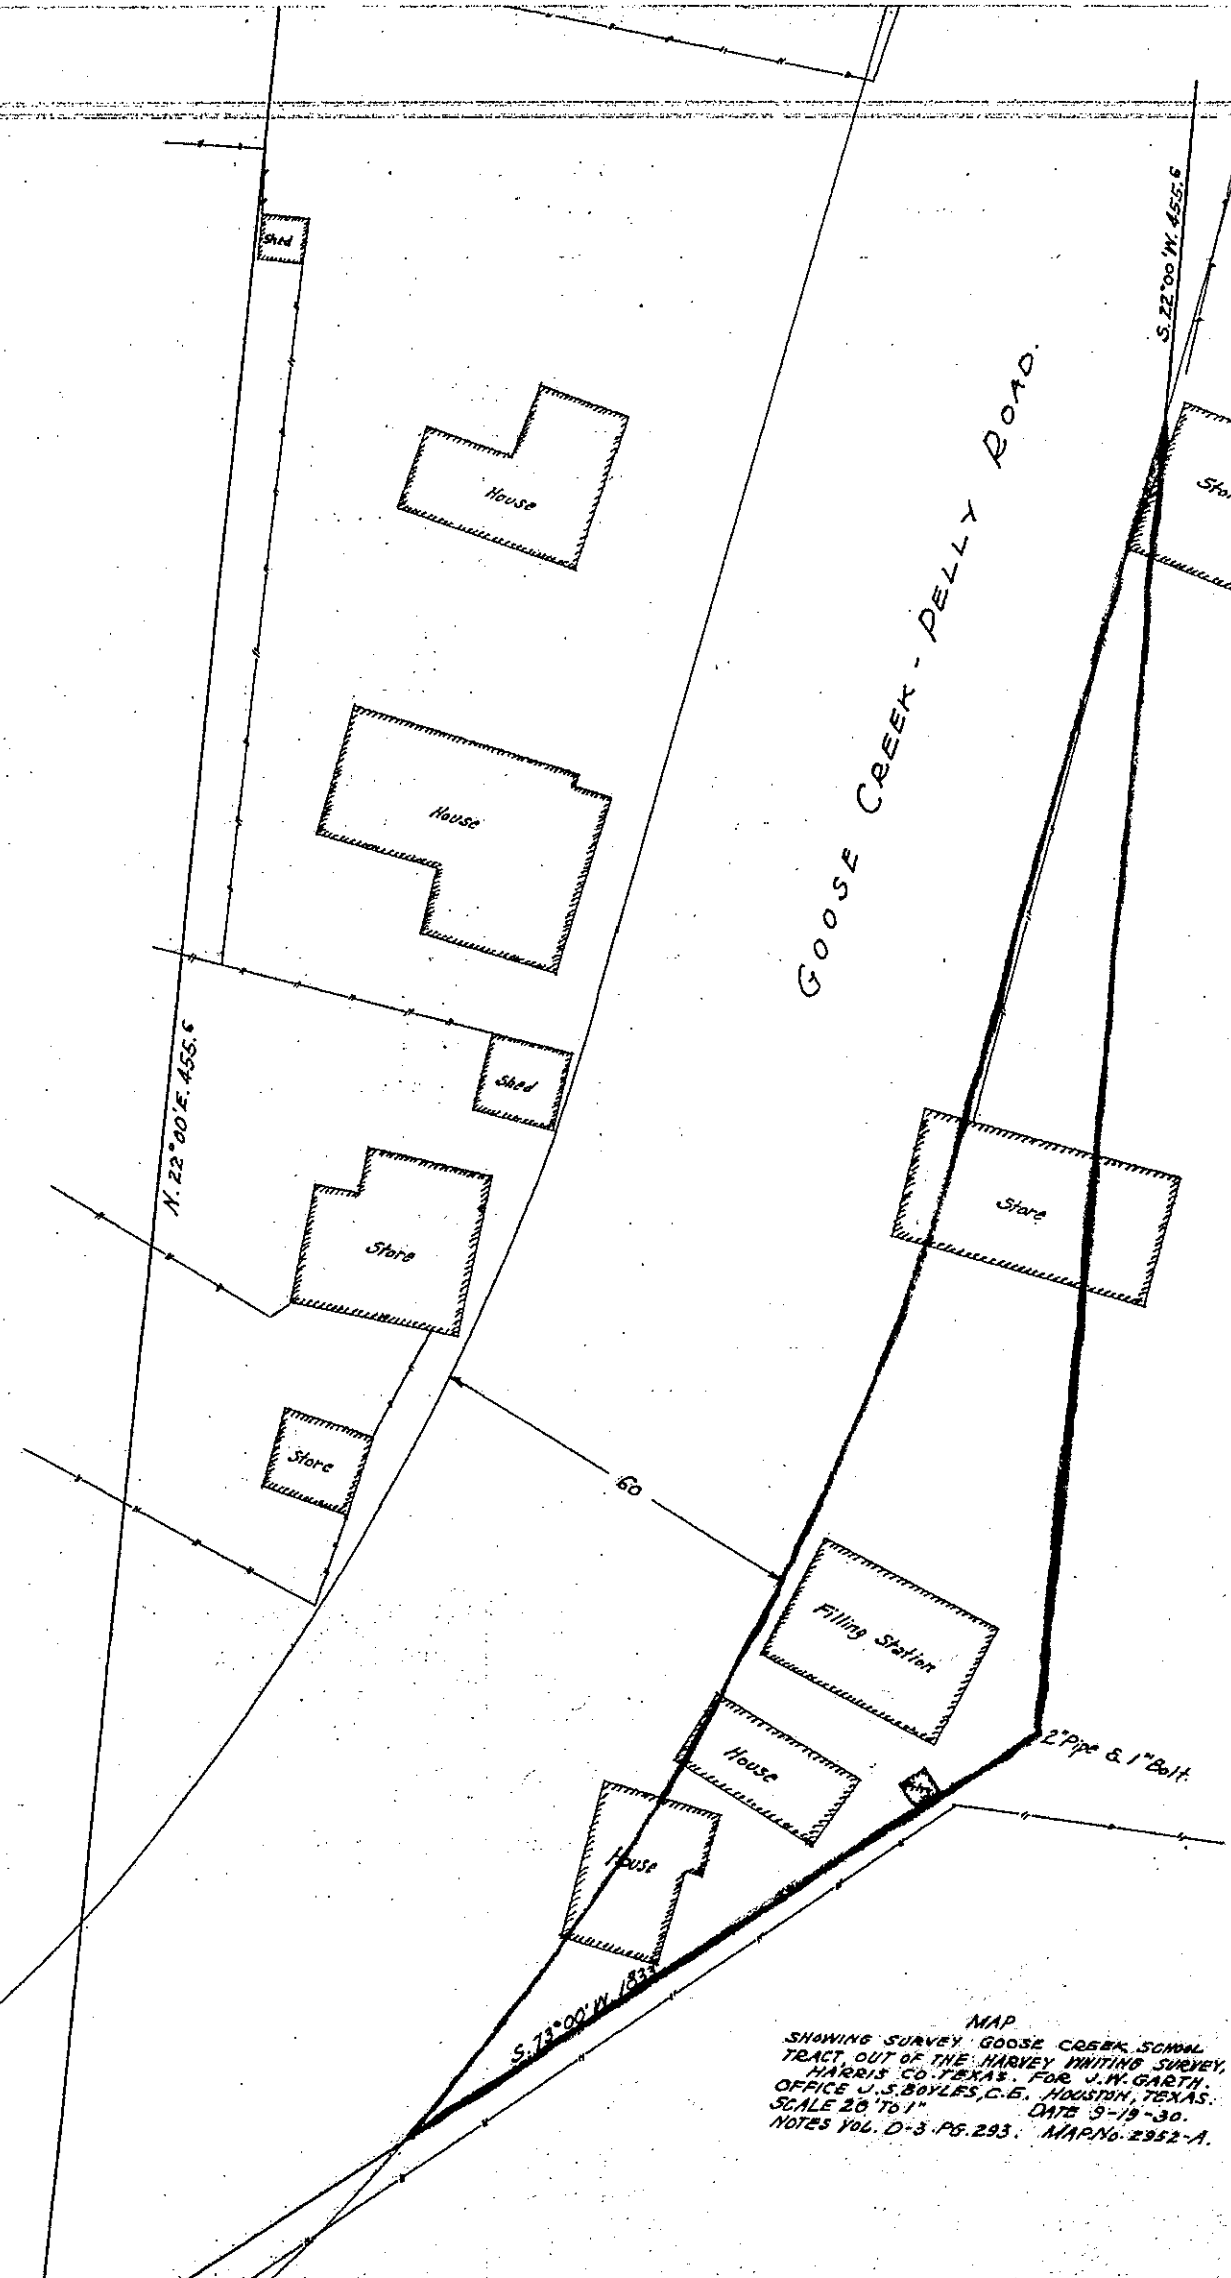 Shed
S. 22°00'W. 455.6
House
GOOSE CREEK - PELLY ROAD.
House
N. 22°00'E. 455.6
Shed
Store
Store
Store
60
Filling Station
House
2" Pipe & 1" Bolt.
House
S. 73°00' W. 1833
MAP
SHOWING SURVEY GOOSE CREEK SCHOOL
TRACT, OUT OF THE HARVEY WHITING SURVEY,
HARRIS CO. TEXAS. FOR J.W. GARTH.
OFFICE J.S. BOYLES, C.E. HOUSTON, TEXAS.
SCALE 20' TO 1" DATE 9-19-30.
NOTES VOL. D-3 PG. 293. MAP No. 2952-A.